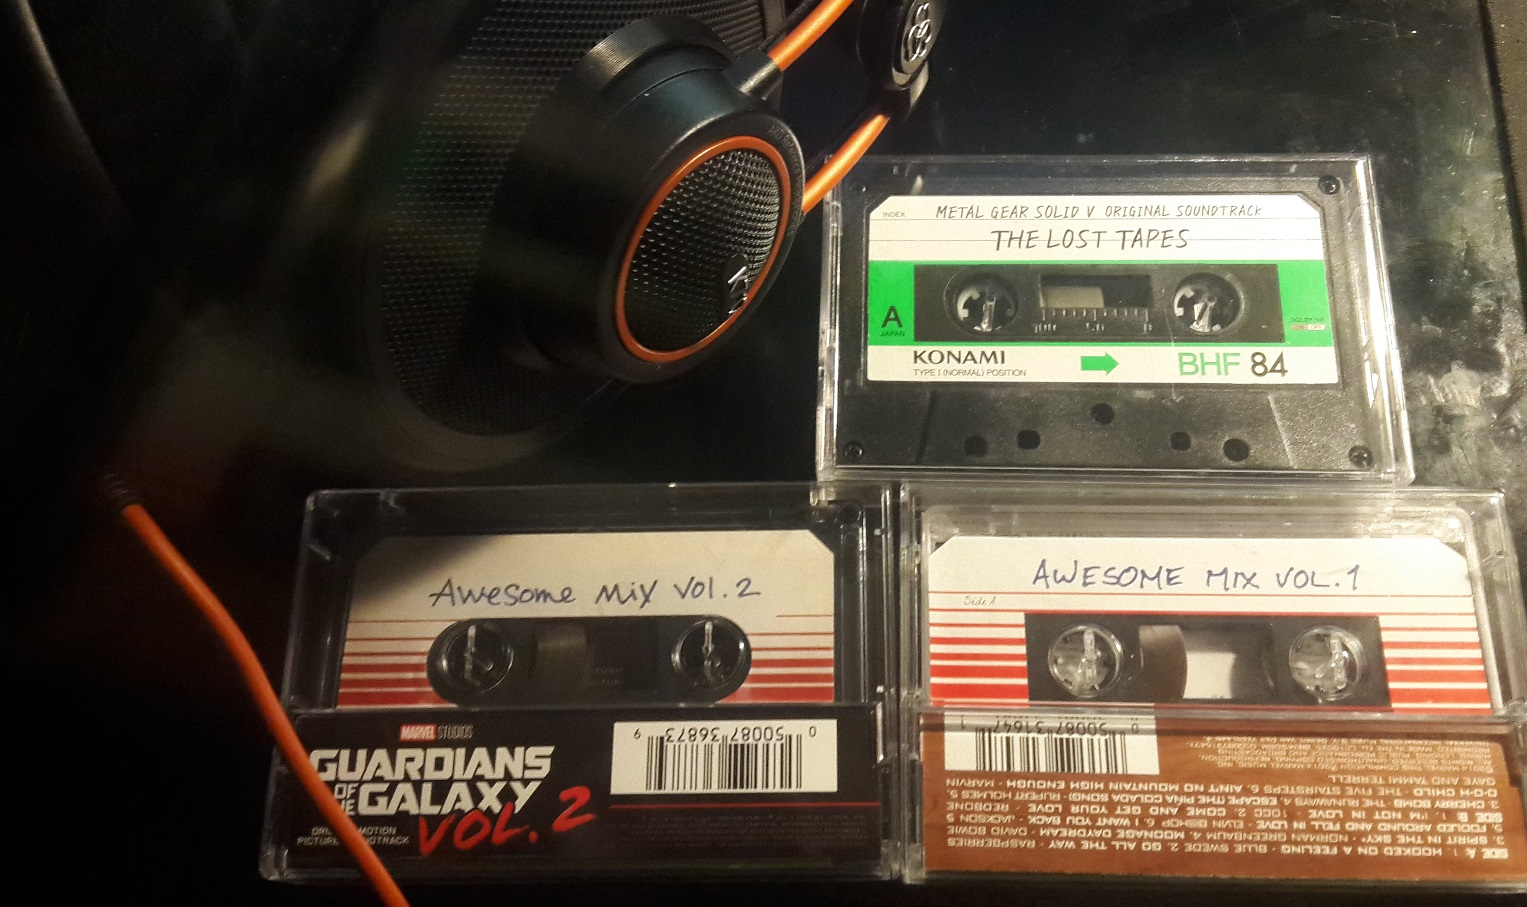 INDEX
METAL GEAR SOLID V ORIGINAL SOUNDTRACK
THE LOST TAPES
A
JAPAN
DOLBY NR
100 50 0
KONAMI
TYPE I (NORMAL) POSITION
BHF 84
Awesome Mix Vol. 2
MARVEL STUDIOS
GUARDIANS
OF THE
GALAXY
VOL. 2
ORIGINAL MOTION
PICTURE SOUNDTRACK
0 50087 36873 9
AWESOME MIX VOL. 1
Side A
SIDE A: 1. HOOKED ON A FEELING - BLUE SWEDE 2. GO ALL THE WAY - RASPBERRIES
3. SPIRIT IN THE SKY - NORMAN GREENBAUM 4. MOONAGE DAYDREAM - DAVID BOWIE
5. FOOLED AROUND AND FELL IN LOVE - ELVIN BISHOP 6. I WANT YOU BACK - JACKSON 5
SIDE B: 1. I'M NOT IN LOVE - 10CC 2. COME AND GET YOUR LOVE - REDBONE
3. CHERRY BOMB - THE RUNAWAYS 4. ESCAPE (THE PIÑA COLADA SONG) - RUPERT HOLMES 5.
O-O-H CHILD - THE FIVE STAIRSTEPS 6. AIN'T NO MOUNTAIN HIGH ENOUGH - MARVIN
GAYE AND TAMMI TERRELL
0 50087 31647 1